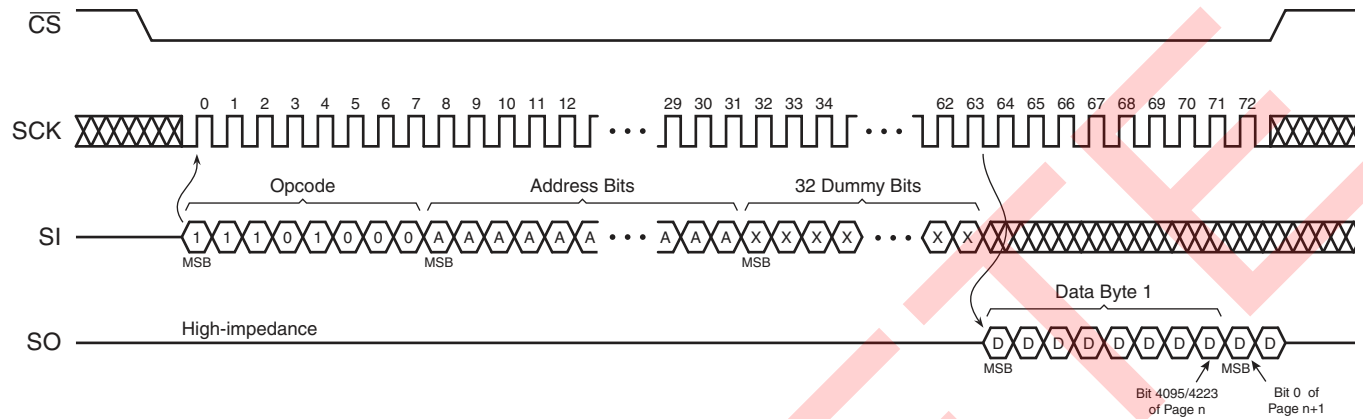 CS
SCK
0 1 2 3 4 5 6 7 8 9 10 11 12 29 30 31 32 33 34 62 63 64 65 66 67 68 69 70 71 72
Opcode
Address Bits
32 Dummy Bits
SI
1 1 1 0 1 0 0 0 A A A A A A A A A X X X X X X
MSB MSB MSB
Data Byte 1
SO
High-impedance
D D D D D D D D D D
MSB MSB
Bit 4095/4223
of Page n
Bit 0 of
Page n+1